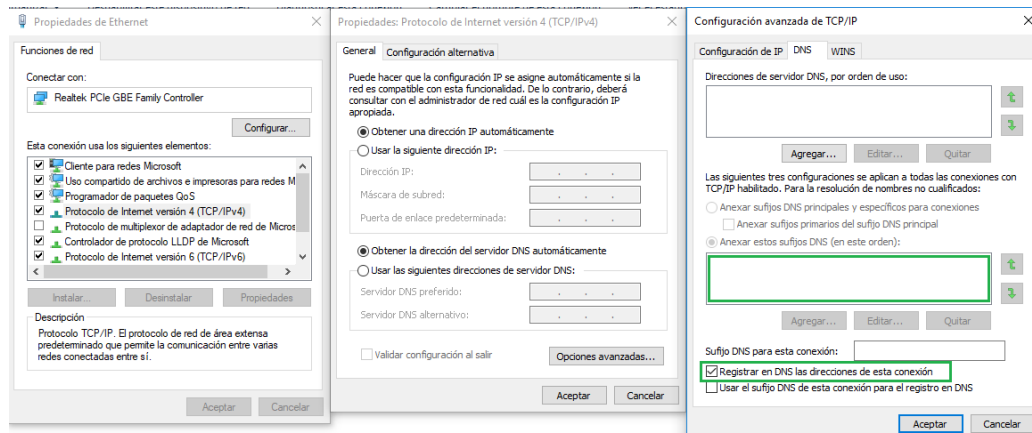 Propiedades de Ethernet
Funciones de red
Conectar con:
Realtek PCIe GBE Family Controller
Configurar...
Esta conexión usa los siguientes elementos:
Cliente para redes Microsoft
Uso compartido de archivos e impresoras para redes M
Programador de paquetes QoS
Protocolo de Internet versión 4 (TCP/IPv4)
Protocolo de multiplexor de adaptador de red de Micros
Controlador de protocolo LLDP de Microsoft
Protocolo de Internet versión 6 (TCP/IPv6)
Instalar...
Desinstalar
Propiedades
Descripción
Protocolo TCP/IP. El protocolo de red de área extensa
predeterminado que permite la comunicación entre varias
redes conectadas entre sí.
Aceptar
Cancelar
Propiedades: Protocolo de Internet versión 4 (TCP/IPv4)
General
Configuración alternativa
Puede hacer que la configuración IP se asigne automáticamente si la
red es compatible con esta funcionalidad. De lo contrario, deberá
consultar con el administrador de red cuál es la configuración IP
apropiada.
Obtener una dirección IP automáticamente
Usar la siguiente dirección IP:
Dirección IP:
Máscara de subred:
Puerta de enlace predeterminada:
Obtener la dirección del servidor DNS automáticamente
Usar las siguientes direcciones de servidor DNS:
Servidor DNS preferido:
Servidor DNS alternativo:
Validar configuración al salir
Opciones avanzadas...
Aceptar
Cancelar
Configuración avanzada de TCP/IP
Configuración de IP
DNS
WINS
Direcciones de servidor DNS, por orden de uso:
Agregar...
Editar...
Quitar
Las siguientes tres configuraciones se aplican a todas las conexiones con
TCP/IP habilitado. Para la resolución de nombres no cualificados:
Anexar sufijos DNS principales y específicos para conexiones
Anexar sufijos primarios del sufijo DNS principal
Anexar estos sufijos DNS (en este orden):
Agregar...
Editar...
Quitar
Sufijo DNS para esta conexión:
Registrar en DNS las direcciones de esta conexión
Usar el sufijo DNS de esta conexión para el registro en DNS
Aceptar
Cancelar